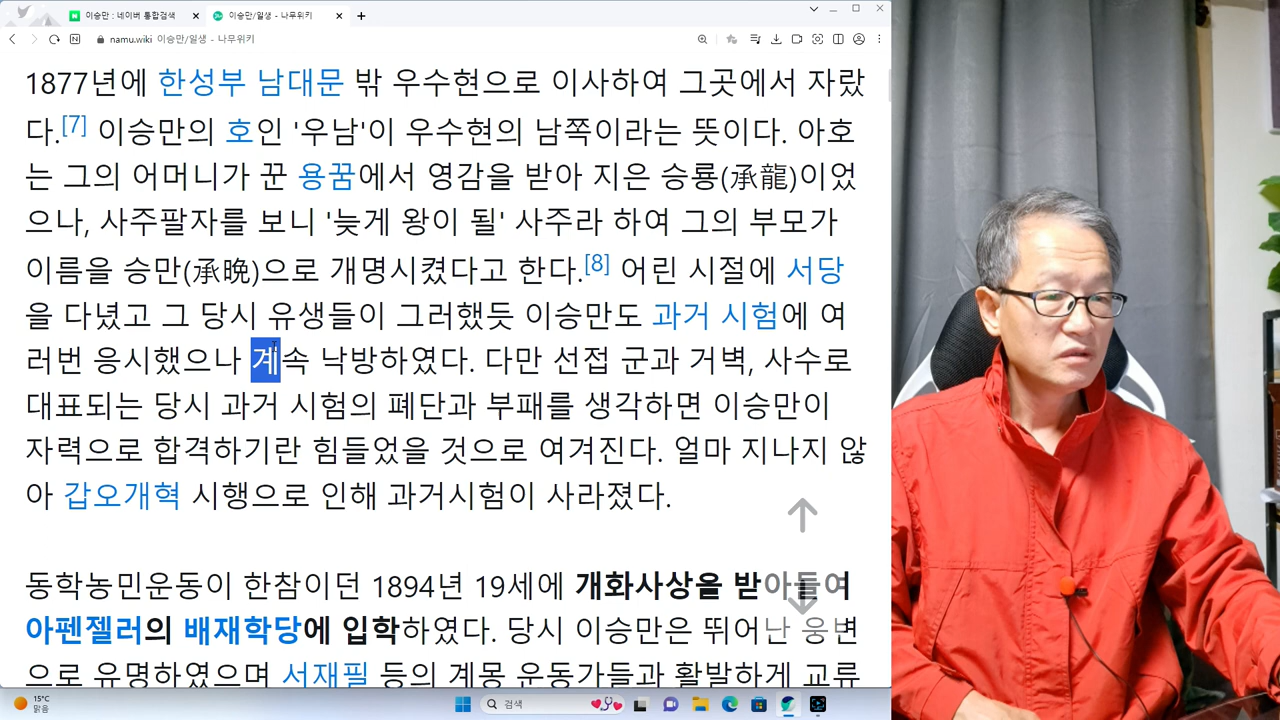 이승만 : 네이버 통합검색
이승만/일생 - 나무위키
namu.wiki 이승만/일생 - 나무위키
1877년에 한성부 남대문 밖 우수현으로 이사하여 그곳에서 자랐
다.[7] 이승만의 호인 '우남'이 우수현의 남쪽이라는 뜻이다. 아호
는 그의 어머니가 꾼 용꿈에서 영감을 받아 지은 승룡(承龍)이었
으나, 사주팔자를 보니 '늦게 왕이 될' 사주라 하여 그의 부모가
이름을 승만(承晩)으로 개명시켰다고 한다.[8] 어린 시절에 서당
을 다녔고 그 당시 유생들이 그러했듯 이승만도 과거 시험에 여
러번 응시했으나 계속 낙방하였다. 다만 선접 군과 거벽, 사수로
대표되는 당시 과거 시험의 폐단과 부패를 생각하면 이승만이
자력으로 합격하기란 힘들었을 것으로 여겨진다. 얼마 지나지 않
아 갑오개혁 시행으로 인해 과거시험이 사라졌다.
동학농민운동이 한참이던 1894년 19세에 개화사상을 받아들여
아펜젤러의 배재학당에 입학하였다. 당시 이승만은 뛰어난 웅변
으로 유명하였으며 서재필 등의 계몽 운동가들과 활발하게 교류
15°C
맑음
검색